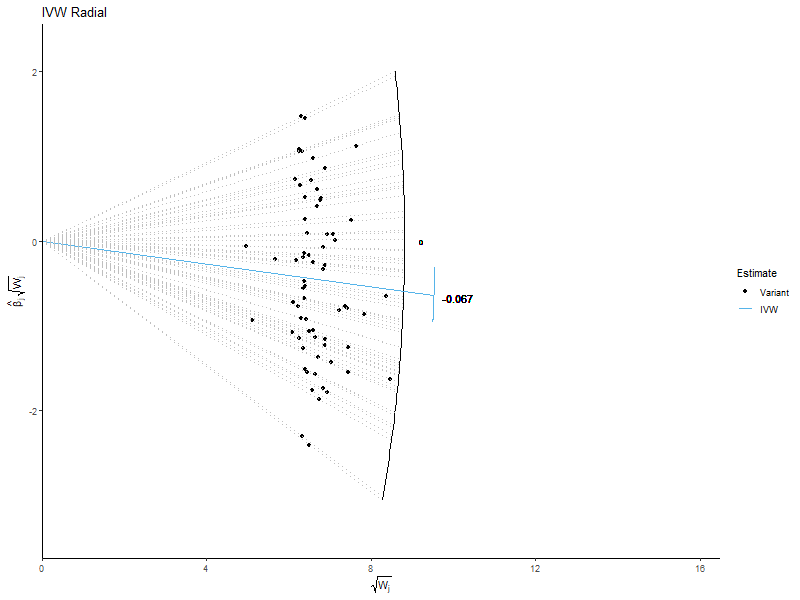 IVW Radial
2
0
-2
β̂ⱼ√Wⱼ
0
4
8
12
16
√Wⱼ
-0.067
Estimate
Variant
IVW